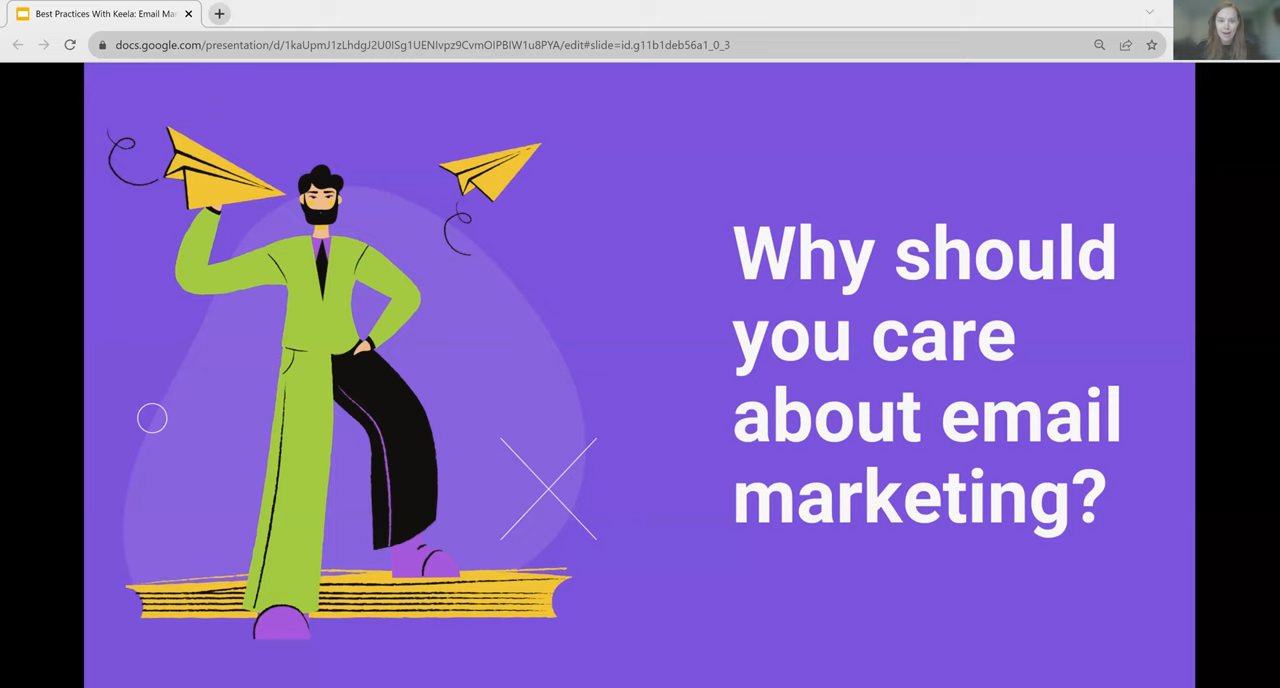 Best Practices With Keela: Email Ma
docs.google.com/presentation/d/1kaUpmJ1zLhdgJ2U0ISg1UENIvpz9CvmOIPBIW1u8PYA/edit#slide=id.g11b1deb56a1_0_3
Why should
you care
about email
marketing?